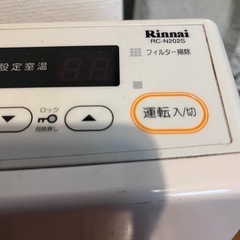 Rinnai
RC-N202S
フィルター掃除
設定室温
ロック
同時押し
運転 入/切